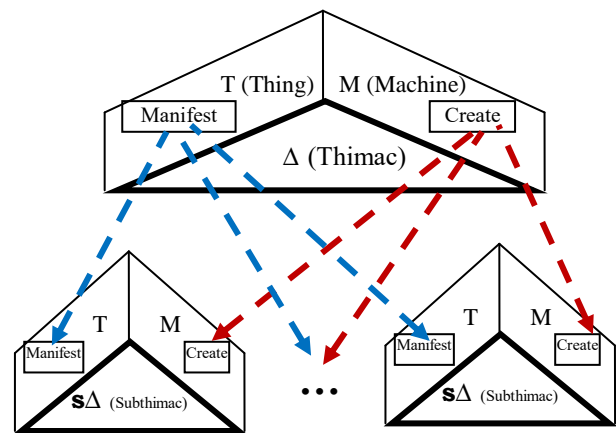 T (Thing) M (Machine)
Manifest Create
Δ (Thimac)
T M T M
Manifest Create Manifest Create
...
sΔ (Subthimac) sΔ (Subthimac)